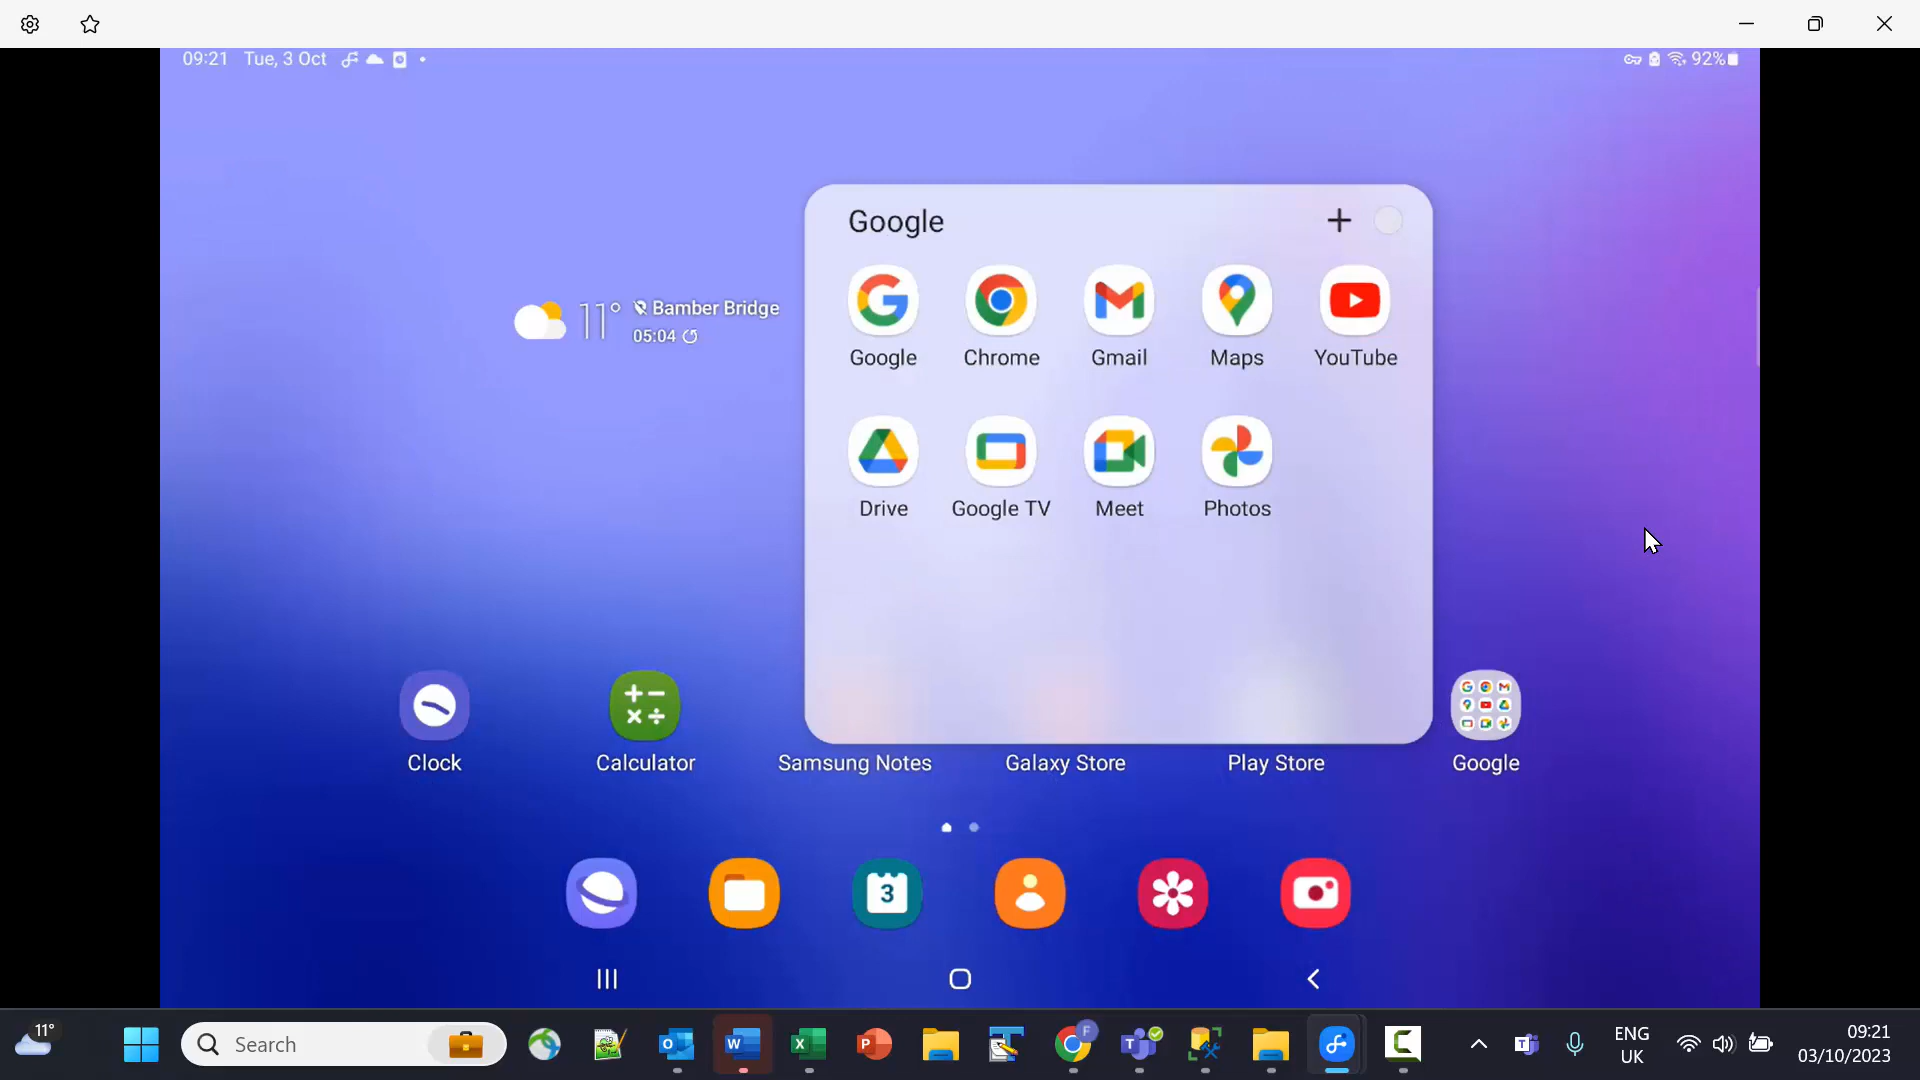 09:21 Tue, 3 Oct
92%
Google
Google Chrome Gmail Maps YouTube
11° Bamber Bridge
05:04
Drive Google TV Meet Photos
Clock Calculator Samsung Notes Galaxy Store Play Store Google
3
11°
Search
ENG
UK
09:21
03/10/2023